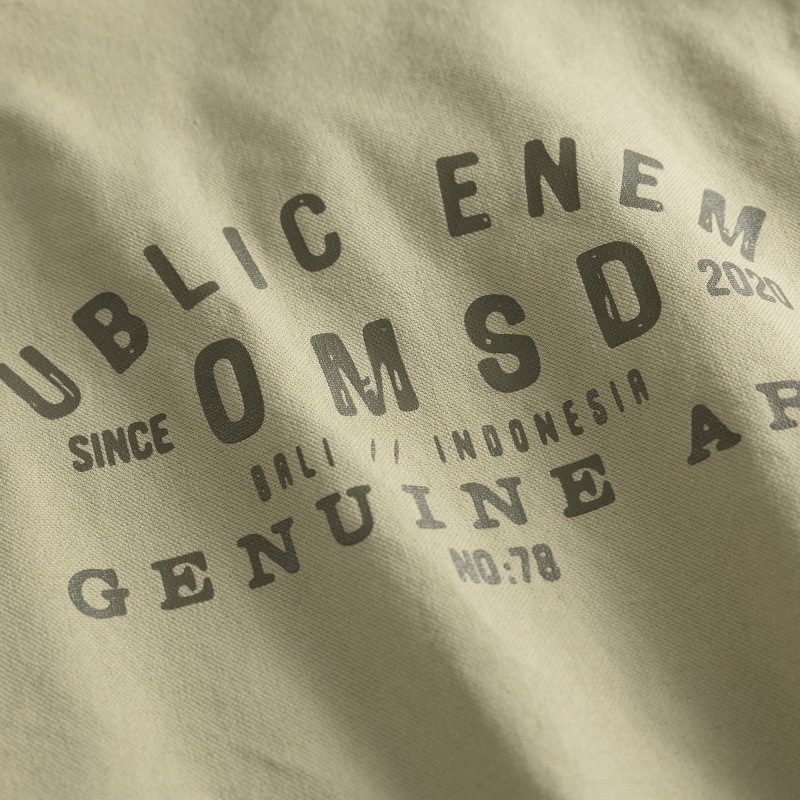 UBLIC ENEM
SINCE OMSD 2020
BALI // INDONESIA
GENUINE AR
NO:78